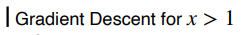 Gradient Descent for x > 1